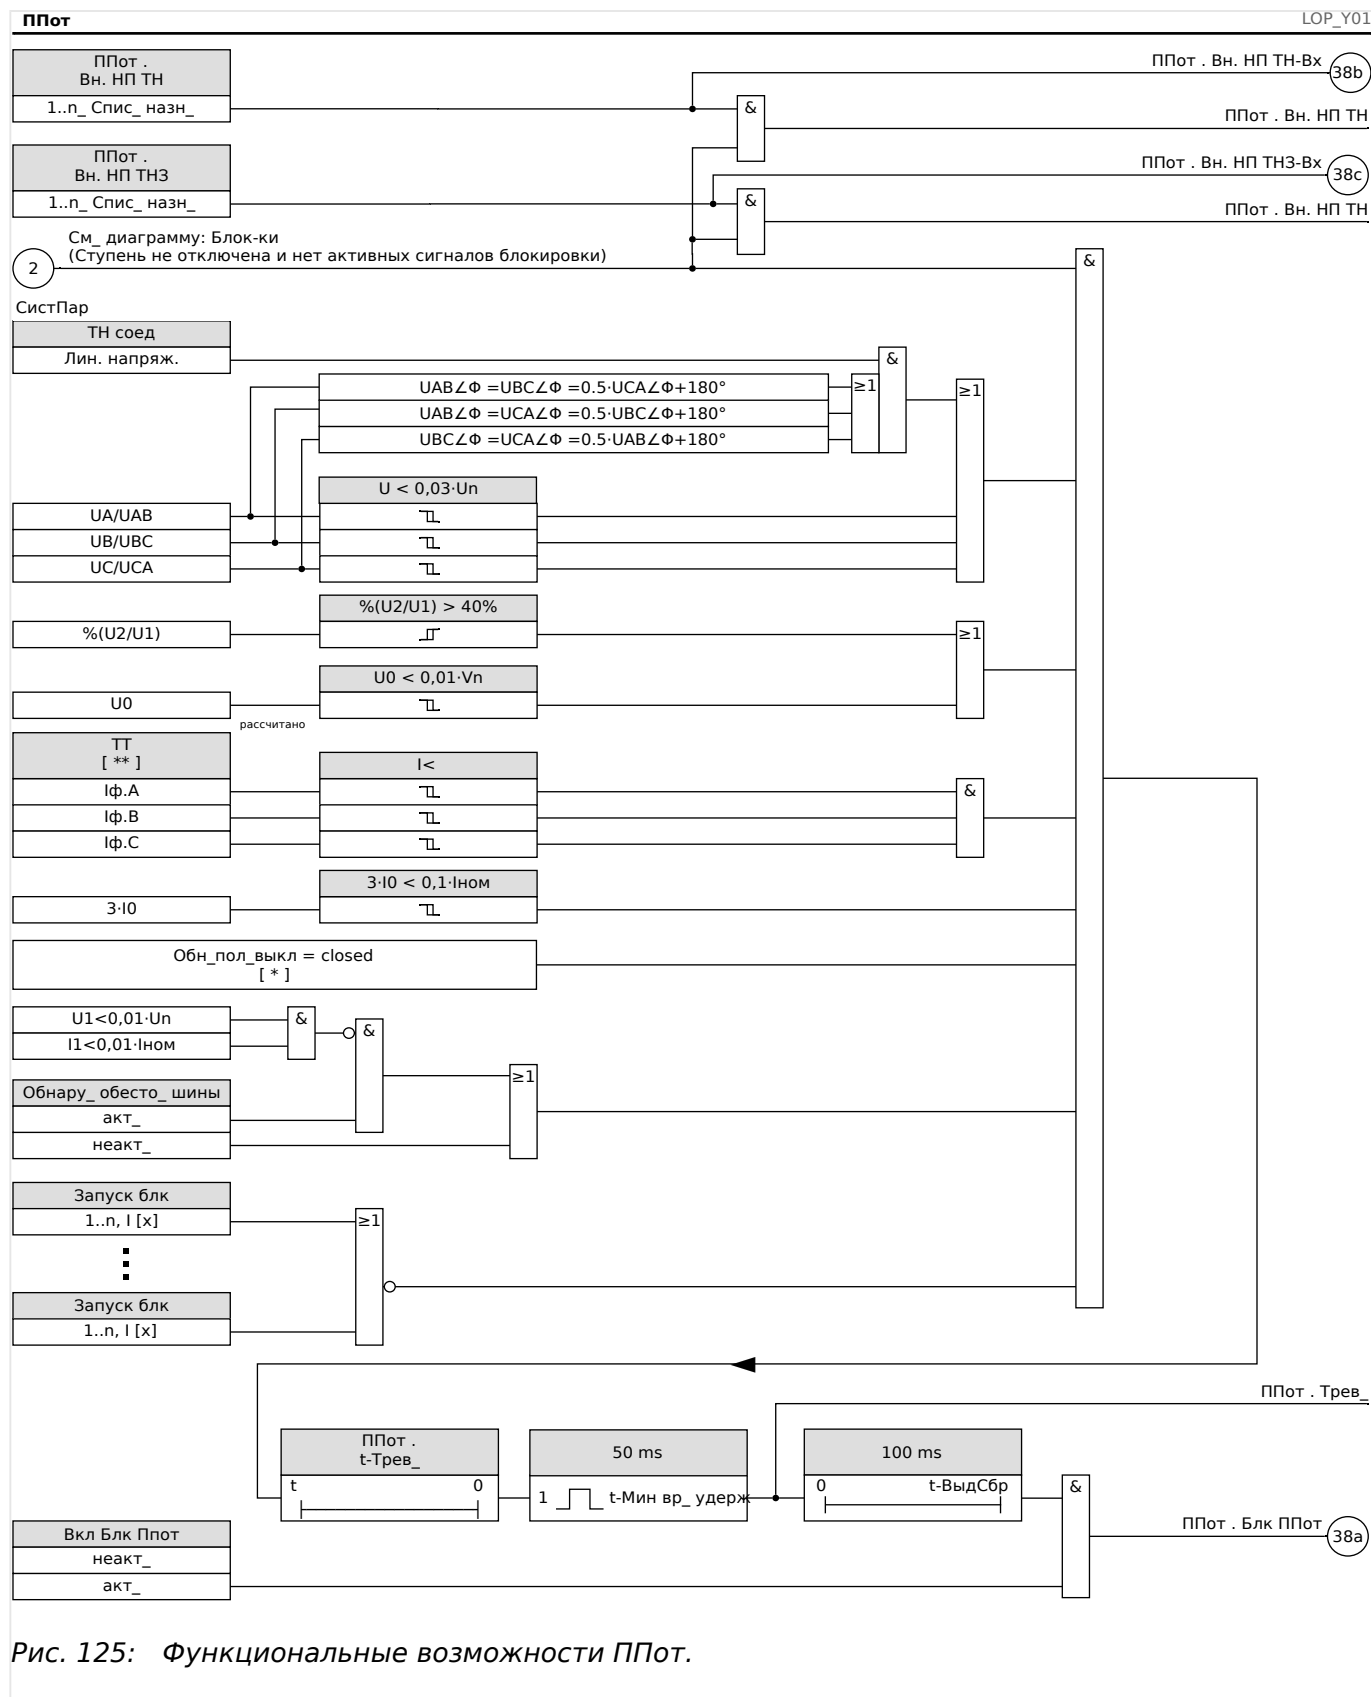 ППот LOP_Y01
ППот .
Вн. НП ТН
1..n_ Спис_ назн_
ППот . Вн. НП ТН-Вх
38b
&
ППот . Вн. НП ТН
ППот .
Вн. НП ТНЗ
1..n_ Спис_ назн_
ППот . Вн. НП ТНЗ-Вх
38c
&
ППот . Вн. НП ТН
2
См_ диаграмму: Блок-ки
(Ступень не отключена и нет активных сигналов блокировки)
&
СистПар
ТН соед
Лин. напряж.
&
UAB∠Φ =UBC∠Φ =0.5·UCA∠Φ+180°
UAB∠Φ =UCA∠Φ =0.5·UBC∠Φ+180°
UBC∠Φ =UCA∠Φ =0.5·UAB∠Φ+180°
≥1
≥1
U < 0,03·Un
UA/UAB
UB/UBC
UC/UCA
%(U2/U1) > 40%
%(U2/U1)
≥1
U0 < 0,01·Vn
U0
рассчитано
ТТ
[ ** ]
I<
Iф.A
Iф.B
Iф.C
&
3·I0 < 0,1·Iном
3·I0
Обн_пол_выкл = closed
[ * ]
U1<0,01·Un
I1<0,01·Iном
&
&
Обнару_ обесто_ шины
акт_
неакт_
≥1
Запуск блк
1..n, I [x]
≥1
Запуск блк
1..n, I [x]
ППот . Трев_
ППот .
t-Трев_
t 0
50 ms
1 t-Мин вр_ удерж
100 ms
0 t-ВыдСбр
&
Вкл Блк Ппот
неакт_
акт_
ППот . Блк ППот
38a
Рис. 125: Функциональные возможности ППот.